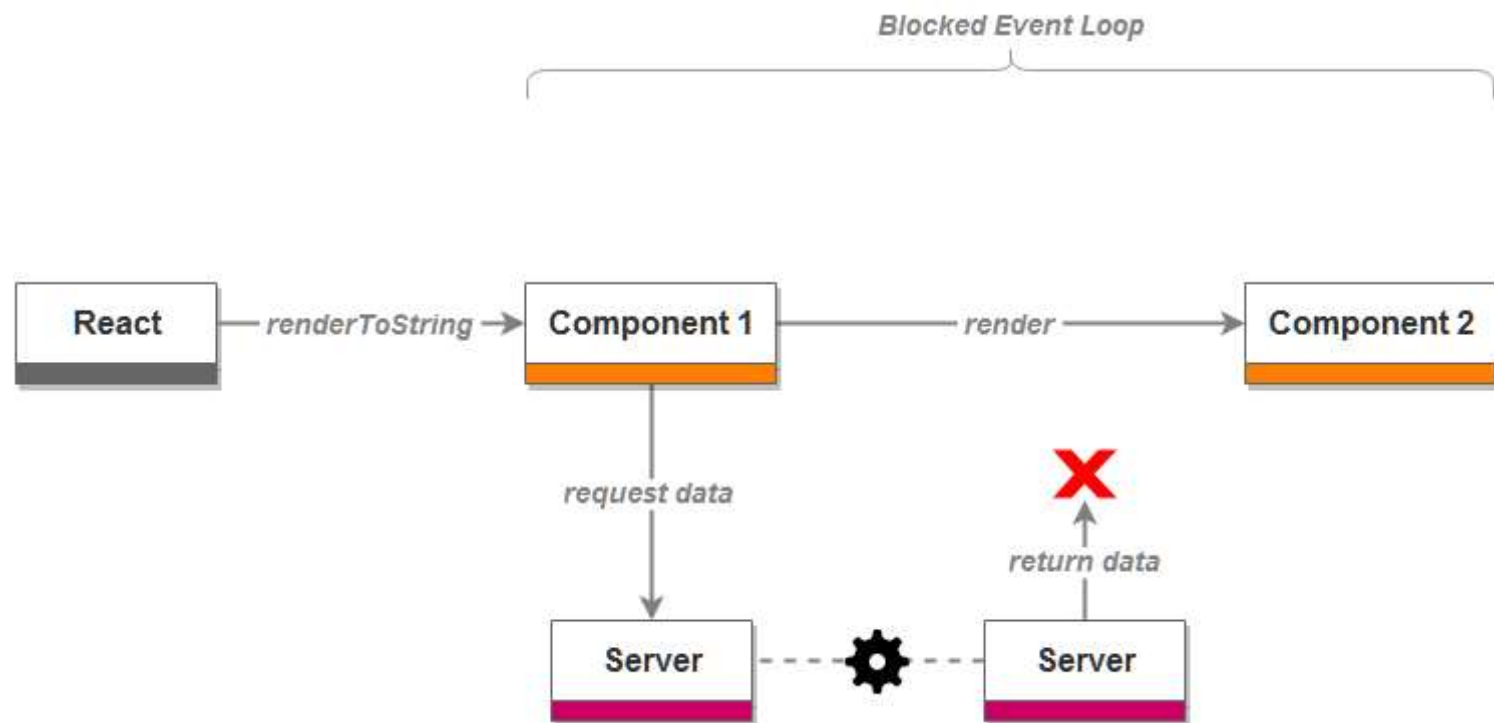 Blocked Event Loop
React
renderToString
Component 1
render
Component 2
request data
return data
Server
Server